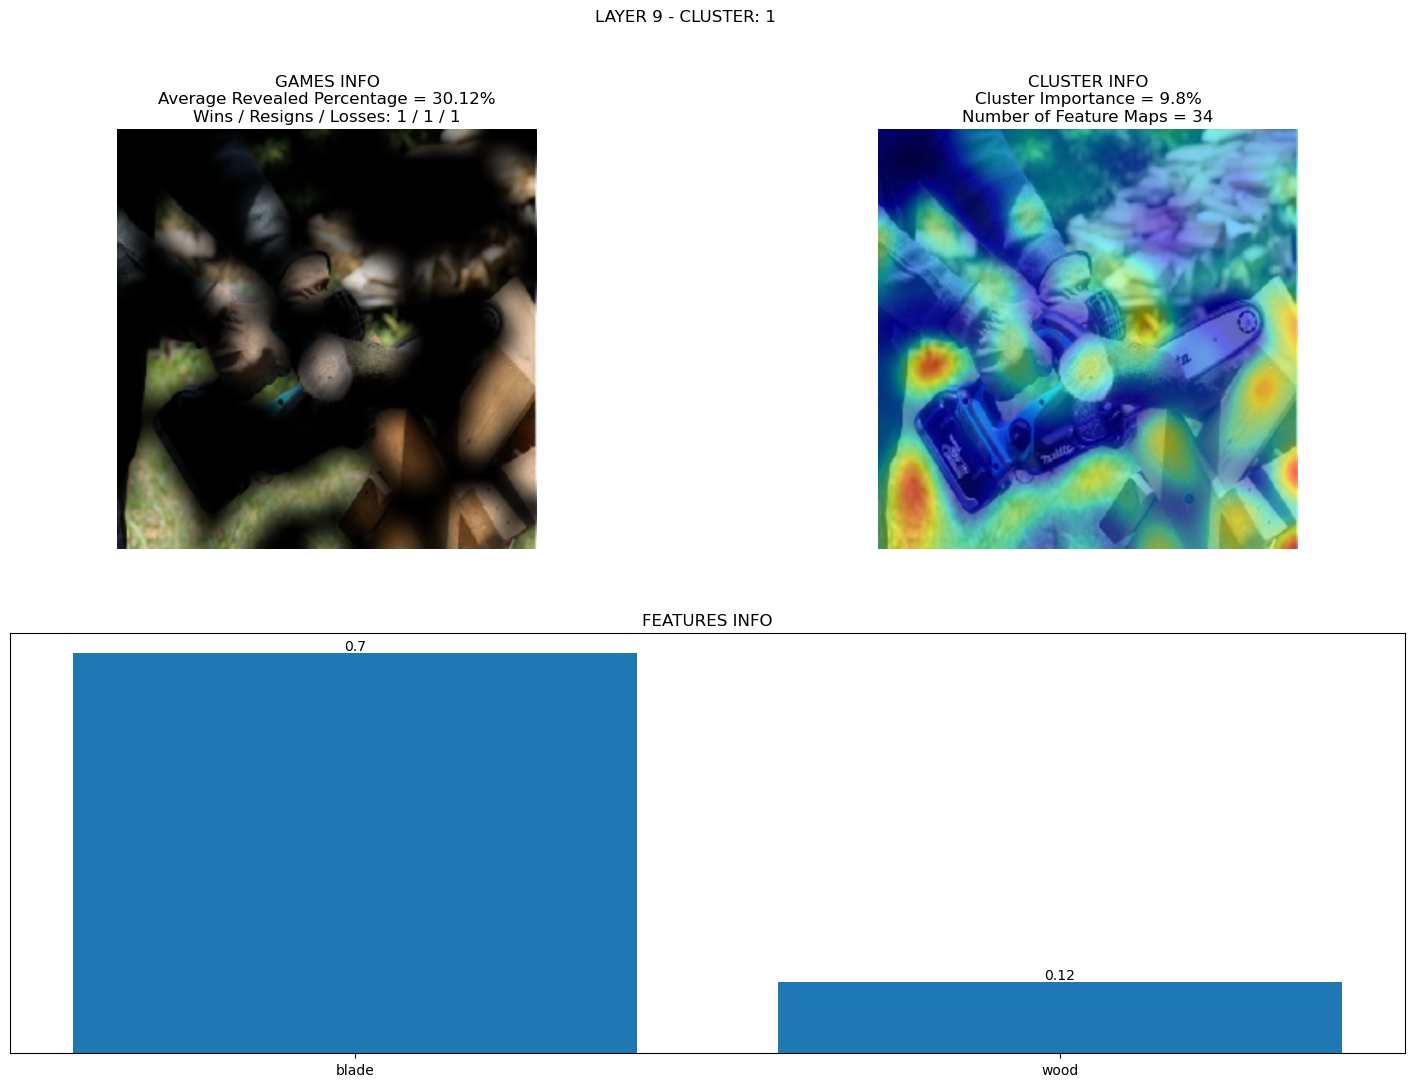 LAYER 9 - CLUSTER: 1
GAMES INFO
Average Revealed Percentage = 30.12%
Wins / Resigns / Losses: 1 / 1 / 1
CLUSTER INFO
Cluster Importance = 9.8%
Number of Feature Maps = 34
FEATURES INFO
0.7
0.12
blade
wood